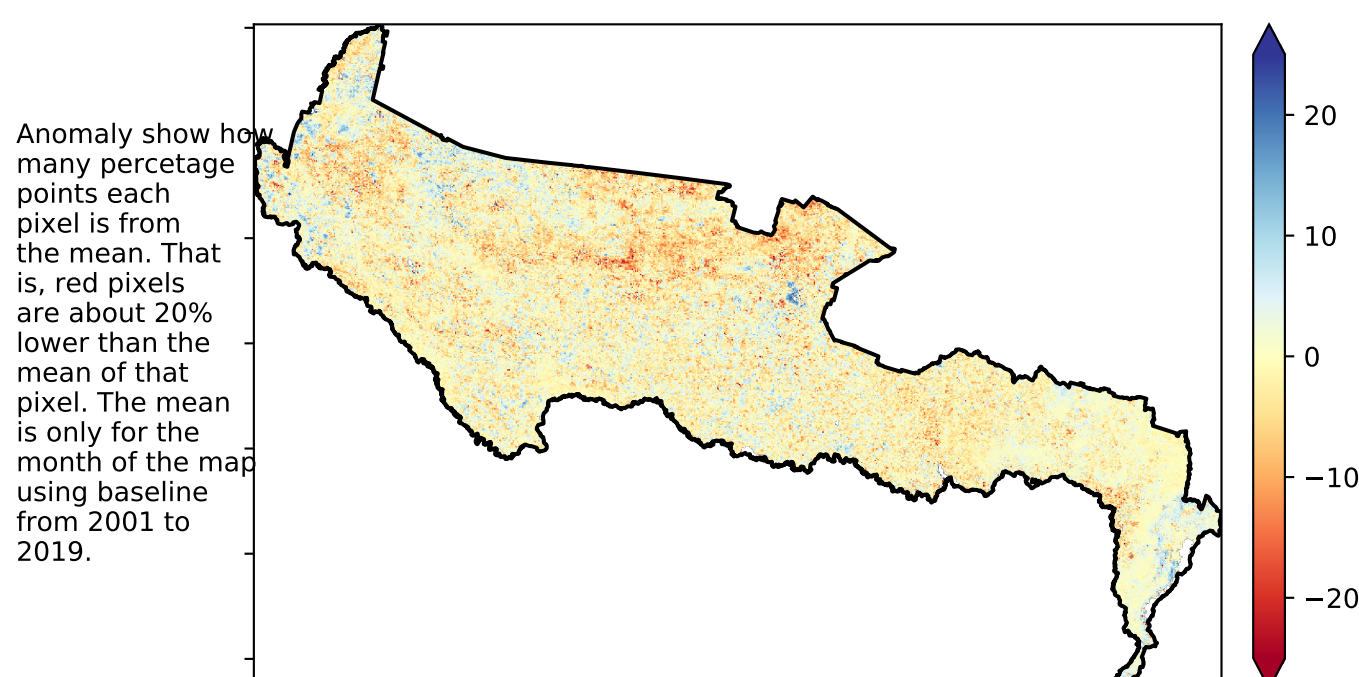 Anomaly show how
many percetage
points each
pixel is from
the mean. That
is, red pixels
are about 20%
lower than the
mean of that
pixel. The mean
is only for the
month of the map
using baseline
from 2001 to
2019.
20
10
0
−10
−20